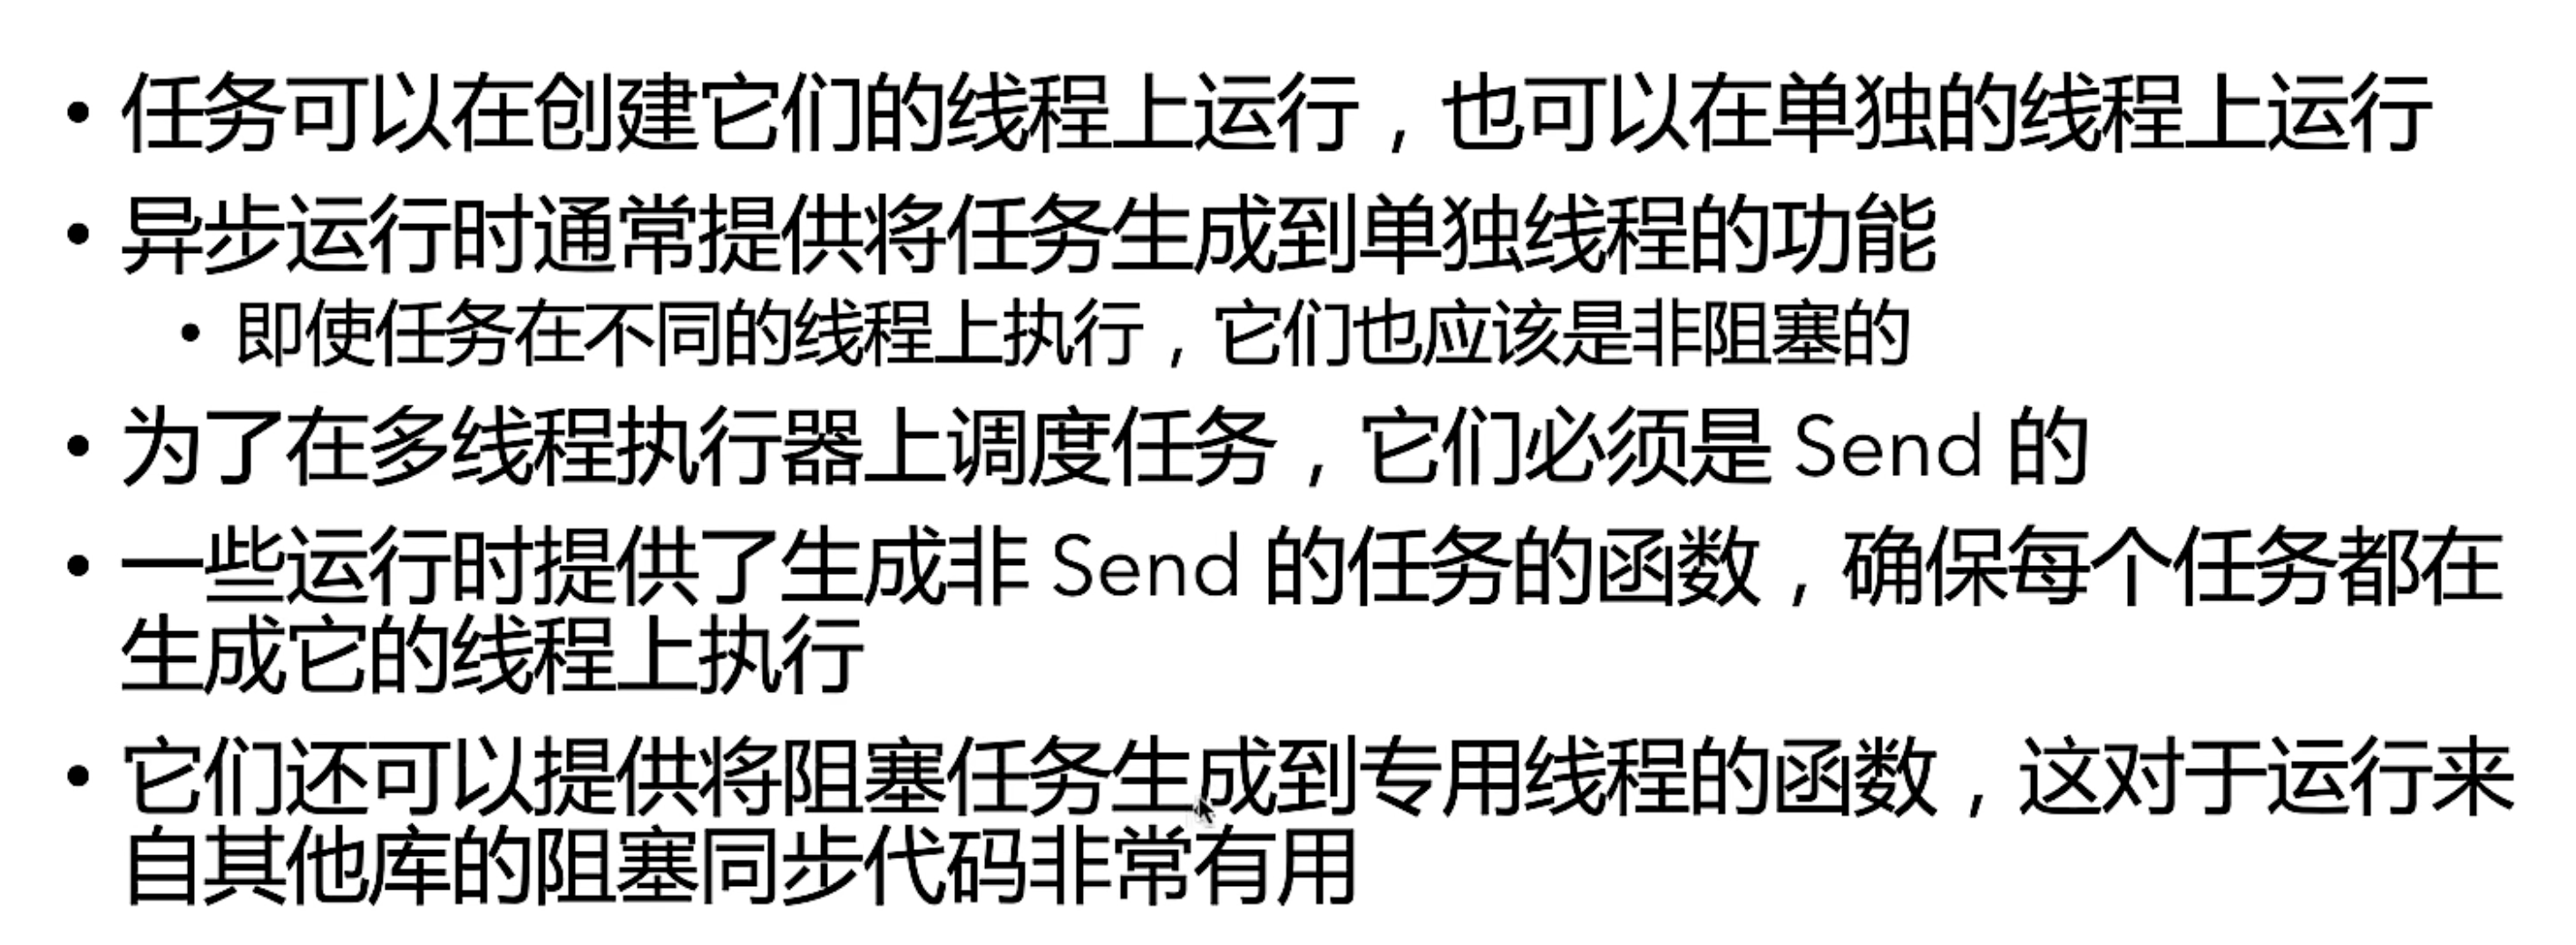 • 任务可以在创建它们的线程上运行，也可以在单独的线程上运行
• 异步运行时通常提供将任务生成到单独线程的功能
• 即使任务在不同的线程上执行，它们也应该是非阻塞的
• 为了在多线程执行器上调度任务，它们必须是 Send 的
• 一些运行时提供了生成非 Send 的任务的函数，确保每个任务都在
生成它的线程上执行
• 它们还可以提供将阻塞任务生成到专用线程的函数，这对于运行来
自其他库的阻塞同步代码非常有用